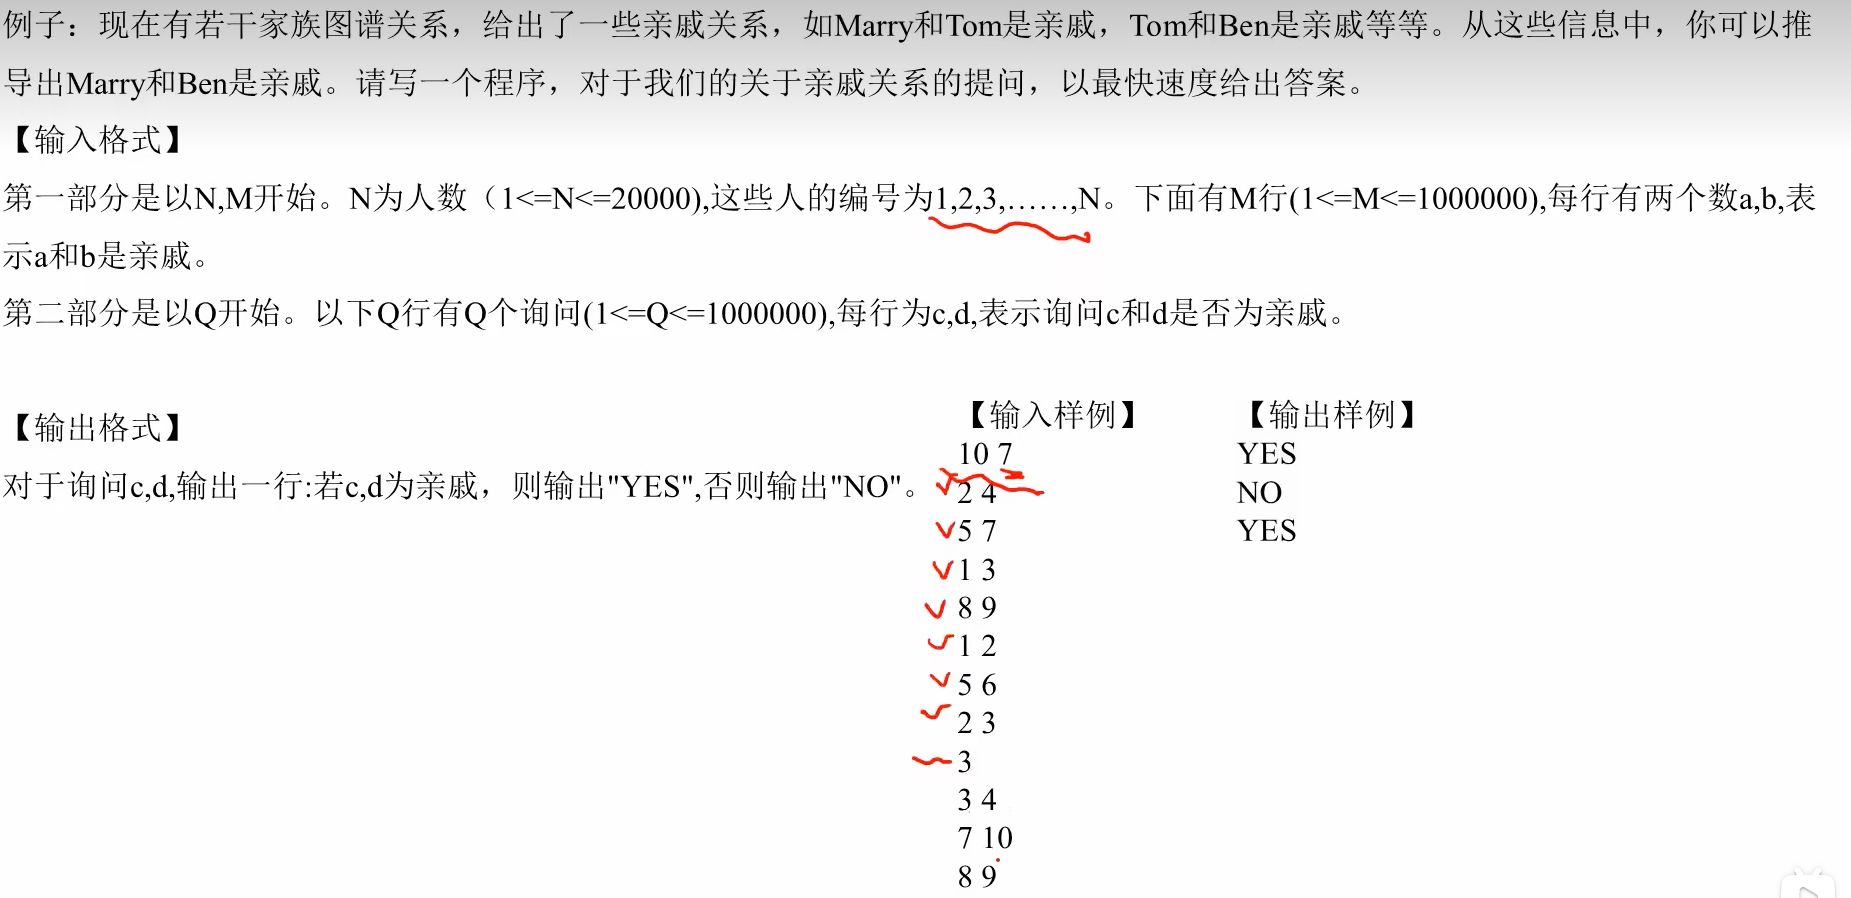 例子：现在有若干家族图谱关系，给出了一些亲戚关系，如Marry和Tom是亲戚，Tom和Ben是亲戚等等。从这些信息中，你可以推
导出Marry和Ben是亲戚。请写一个程序，对于我们的关于亲戚关系的提问，以最快速度给出答案。
【输入格式】
第一部分是以N,M开始。N为人数（1<=N<=20000),这些人的编号为1,2,3,……,N。下面有M行(1<=M<=1000000),每行有两个数a,b,表
示a和b是亲戚。
第二部分是以Q开始。以下Q行有Q个询问(1<=Q<=1000000),每行为c,d,表示询问c和d是否为亲戚。
【输出格式】
对于询问c,d,输出一行:若c,d为亲戚，则输出"YES",否则输出"NO"。
【输入样例】
10 7
2 4
5 7
1 3
8 9
1 2
5 6
2 3
3
3 4
7 10
8 9
【输出样例】
YES
NO
YES